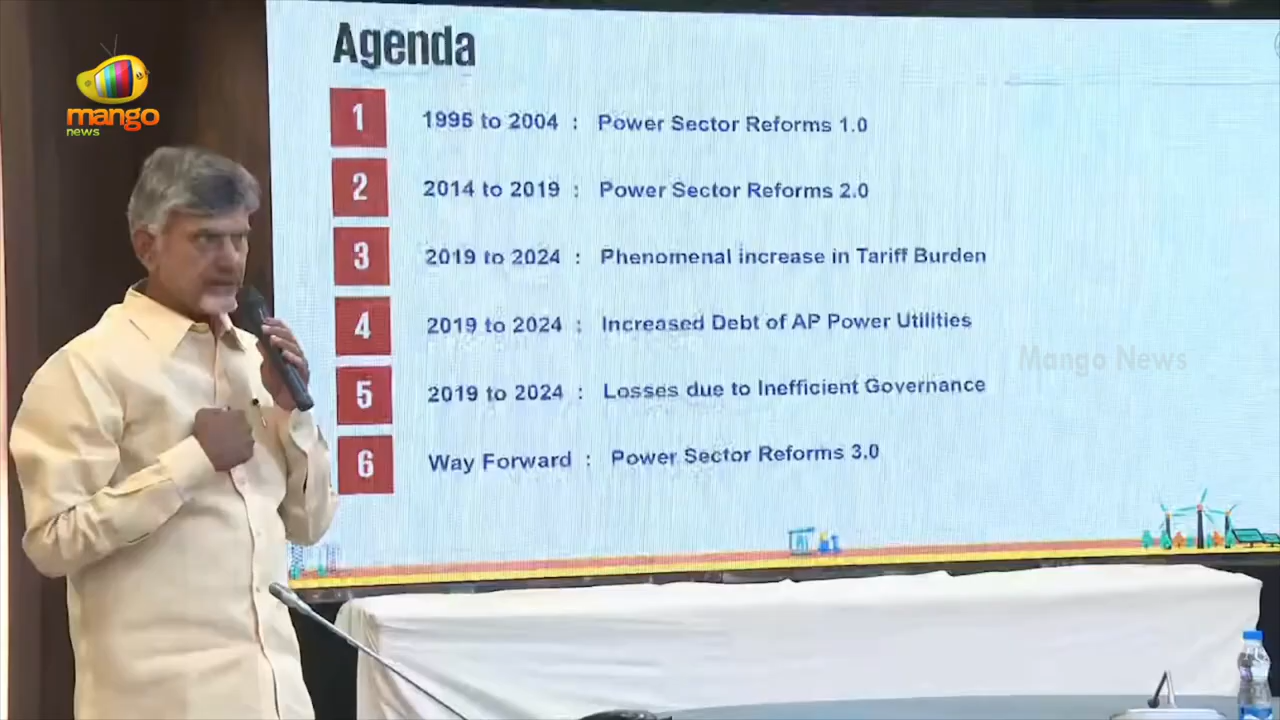 mango
news
Agenda
1 1995 to 2004 : Power Sector Reforms 1.0
2 2014 to 2019 : Power Sector Reforms 2.0
3 2019 to 2024 : Phenomenal increase in Tariff Burden
4 2019 to 2024 : Increased Debt of AP Power Utilities
5 2019 to 2024 : Losses due to Inefficient Governance
6 Way Forward : Power Sector Reforms 3.0
Mango News